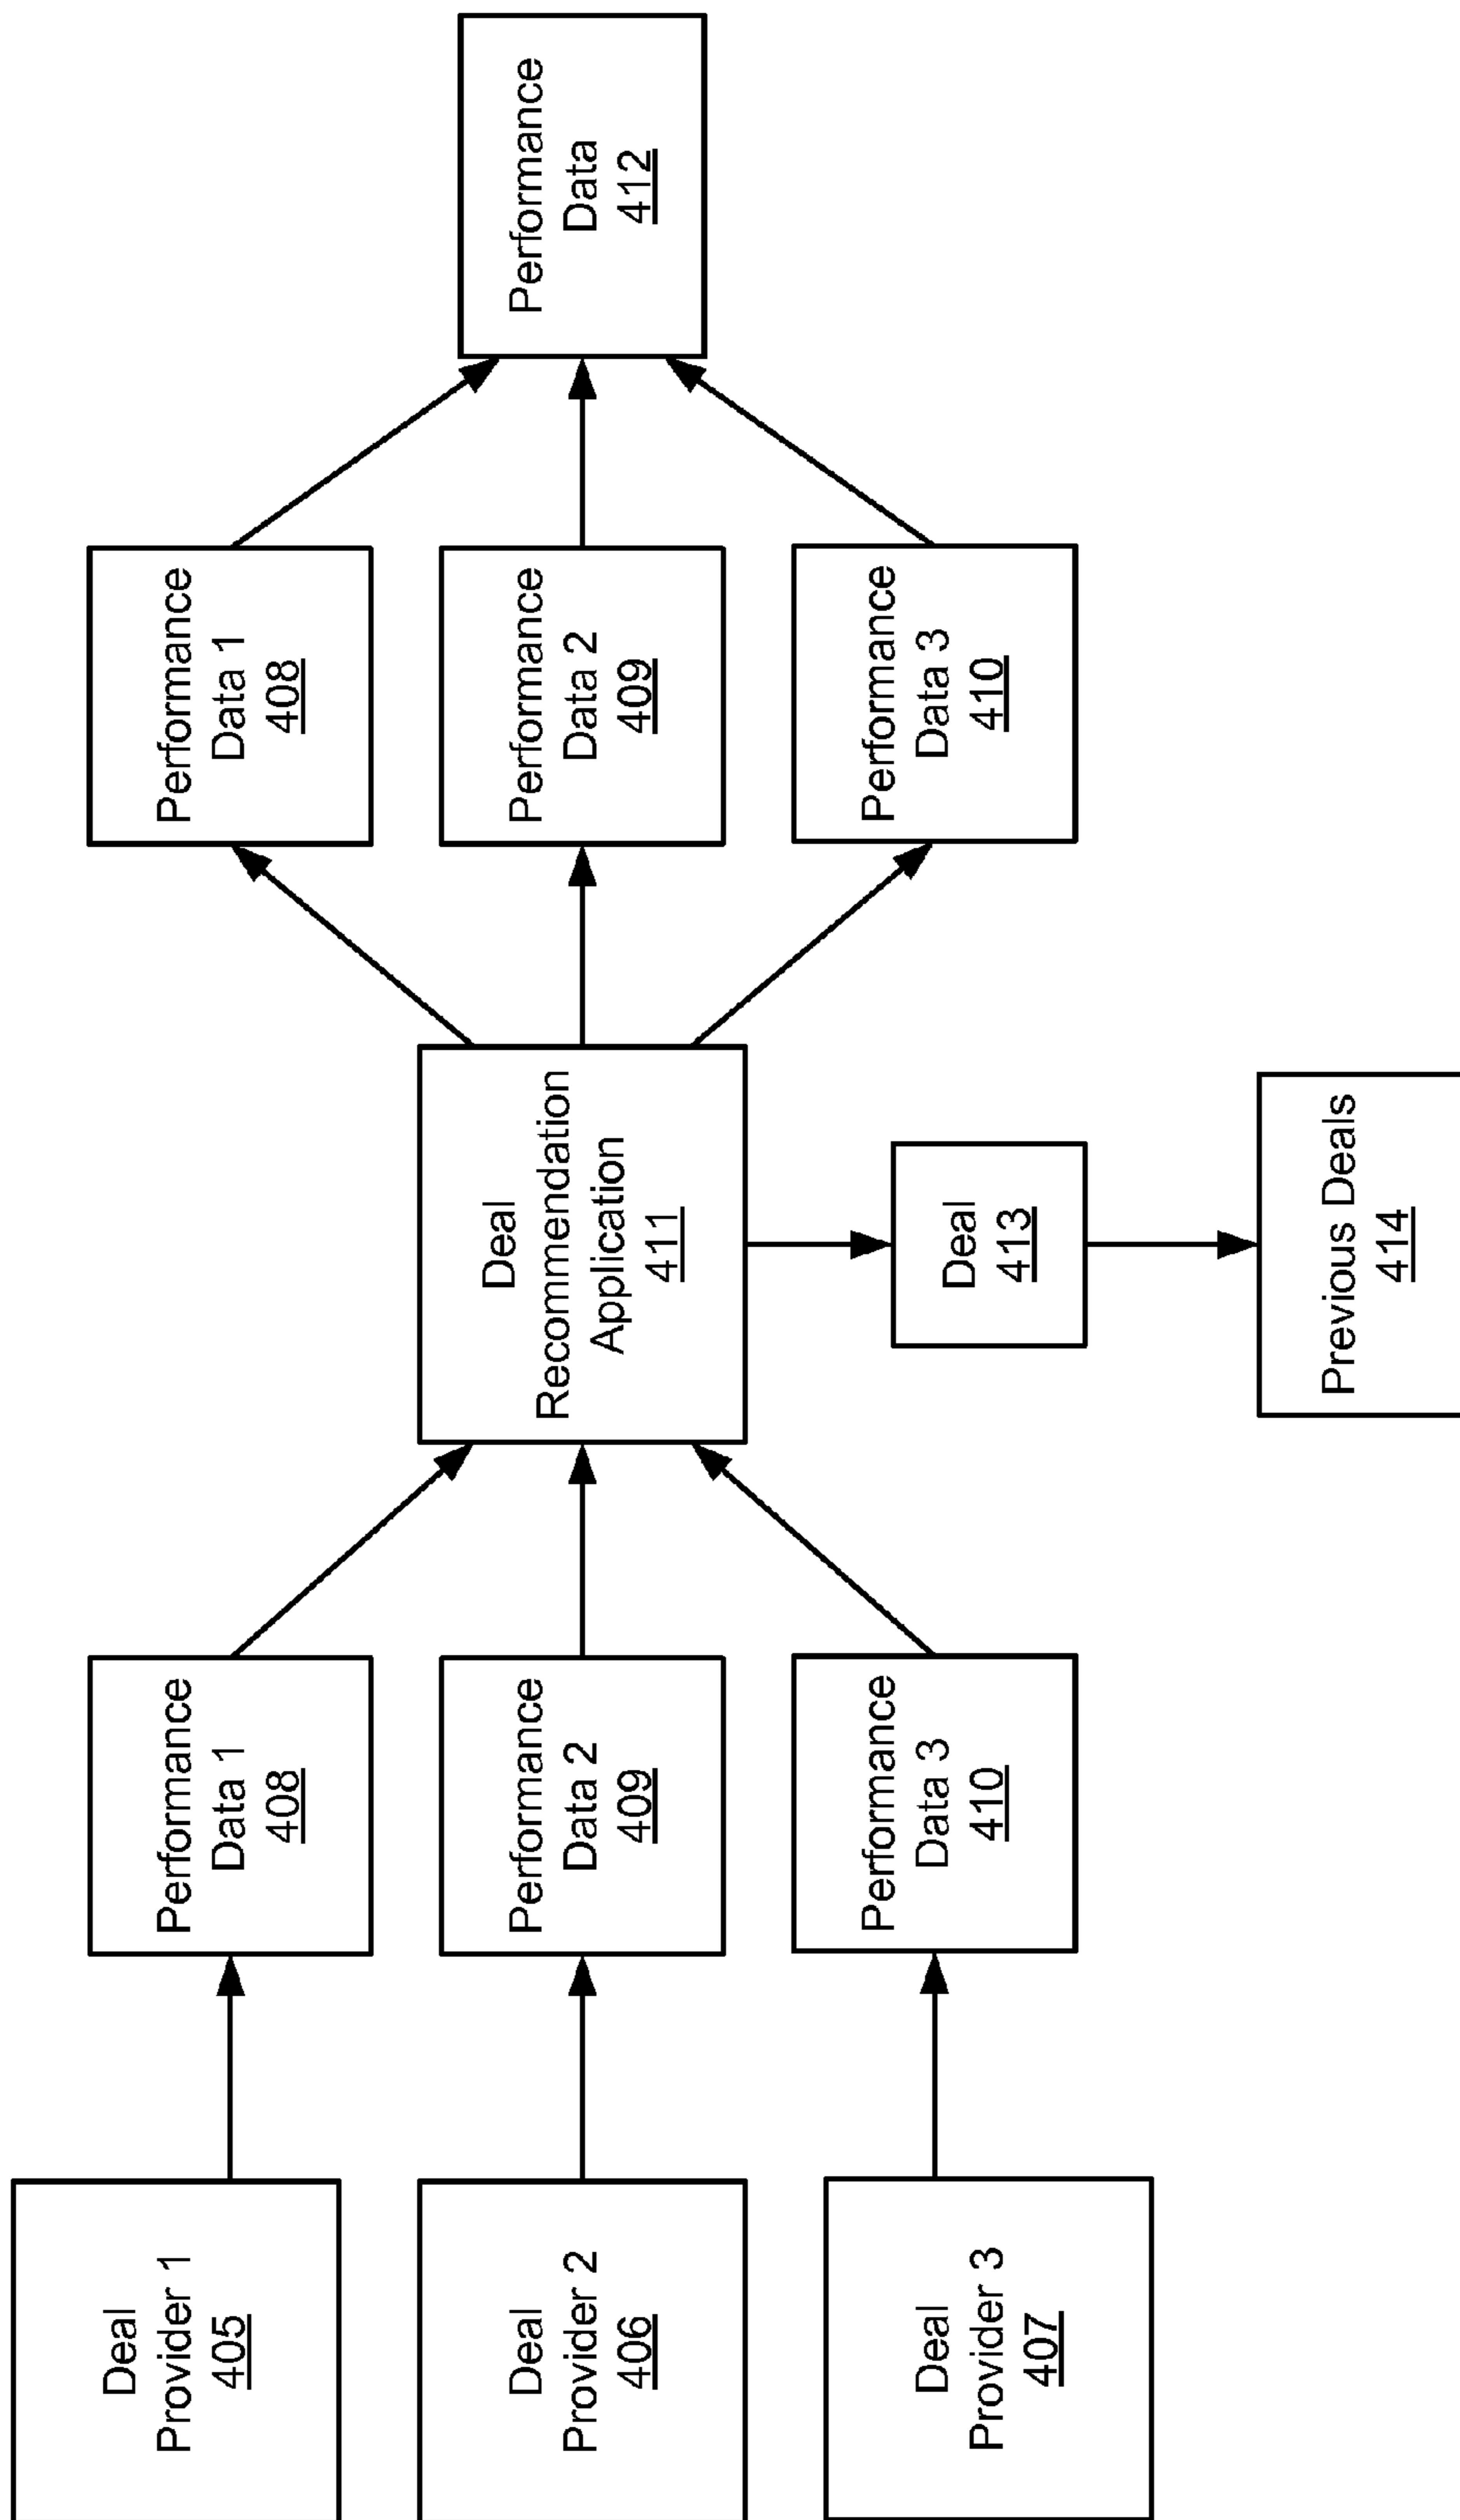 Deal
Provider 1
405
Performance
Data 1
408
Performance
Data 1
408
Deal
Provider 2
406
Performance
Data 2
409
Deal
Recommendation
Application
411
Performance
Data 2
409
Performance
Data
412
Deal
Provider 3
407
Performance
Data 3
410
Deal
413
Performance
Data 3
410
Previous Deals
414